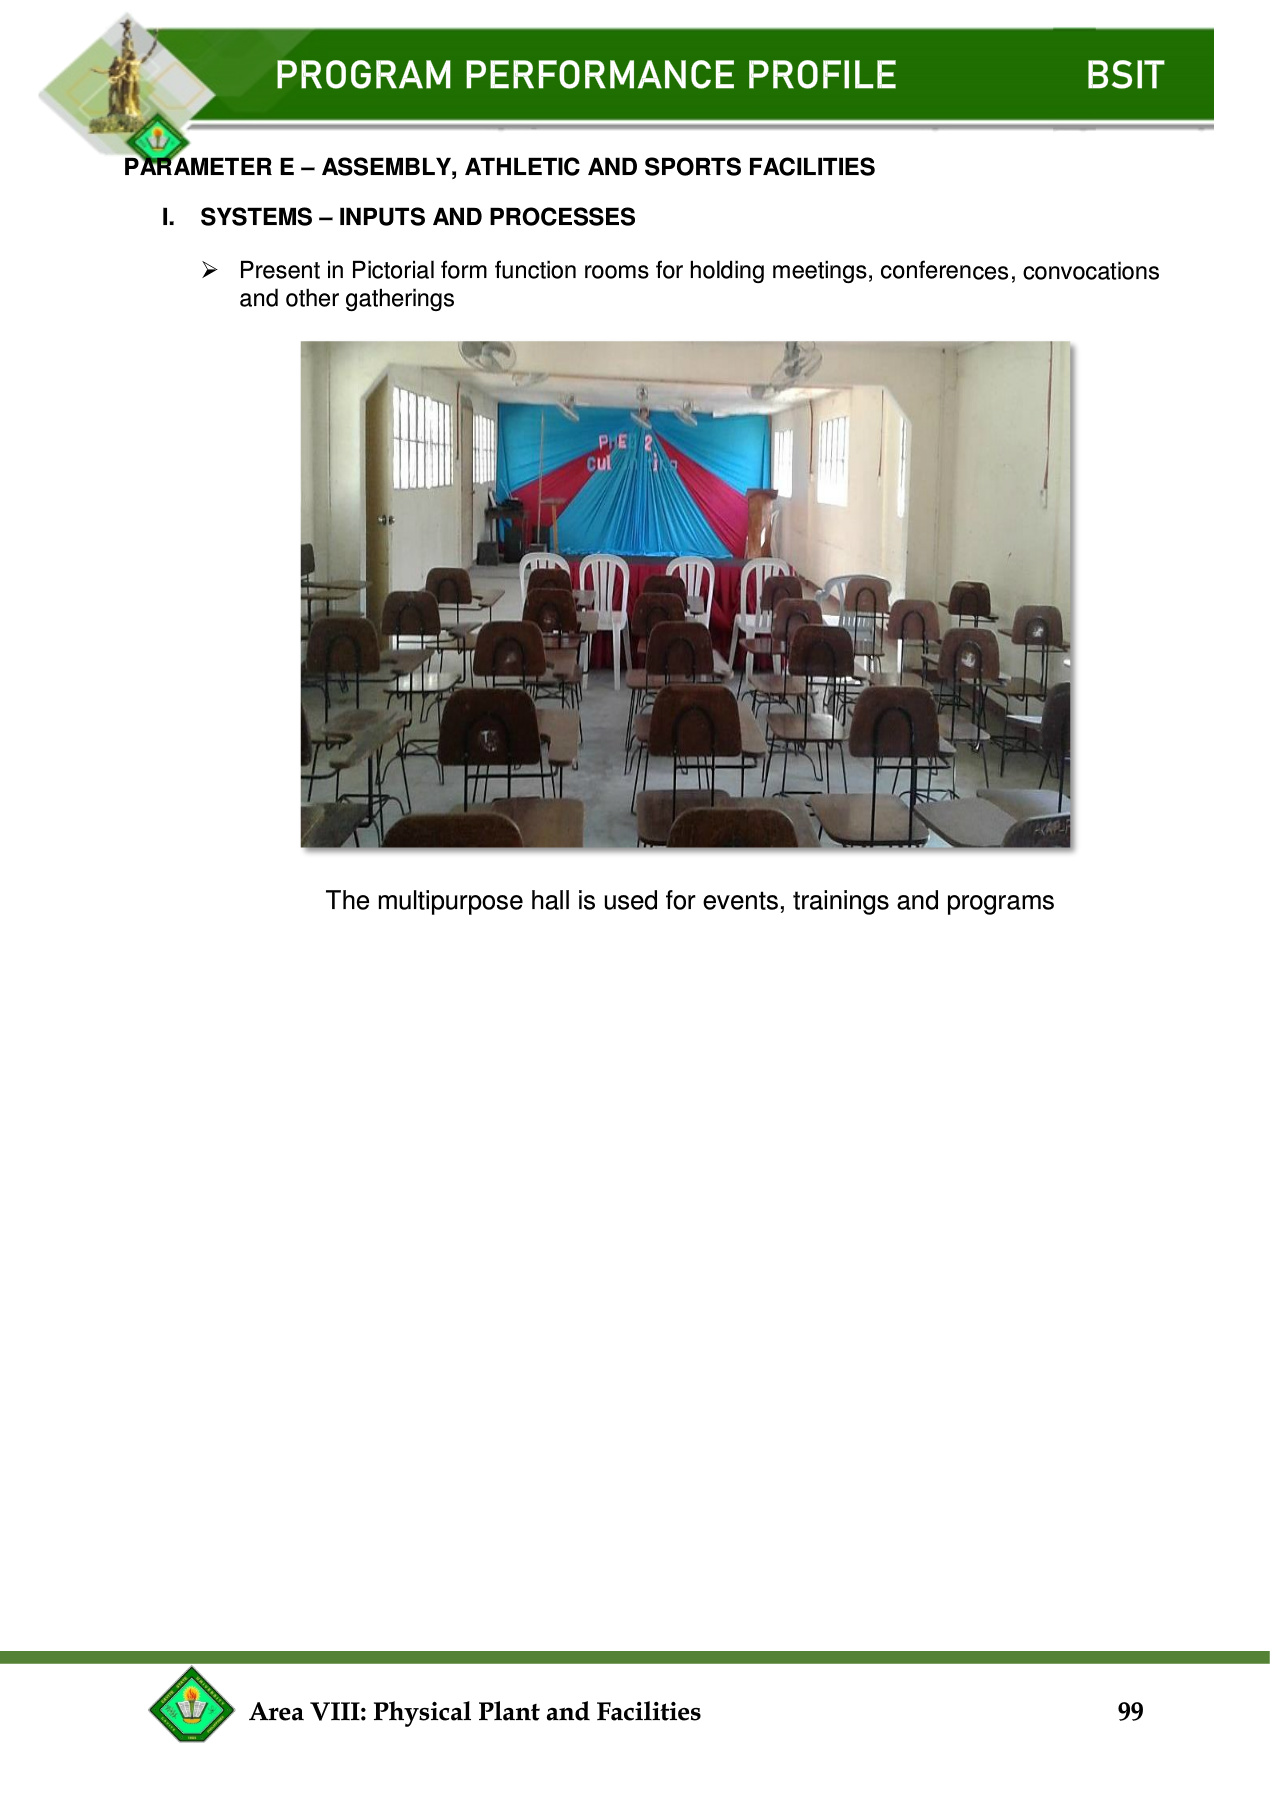 PROGRAM PERFORMANCE PROFILE BSIT
PARAMETER E – ASSEMBLY, ATHLETIC AND SPORTS FACILITIES
I. SYSTEMS – INPUTS AND PROCESSES
➢ Present in Pictorial form function rooms for holding meetings, conferences, convocations
and other gatherings
The multipurpose hall is used for events, trainings and programs
Area VIII: Physical Plant and Facilities 99